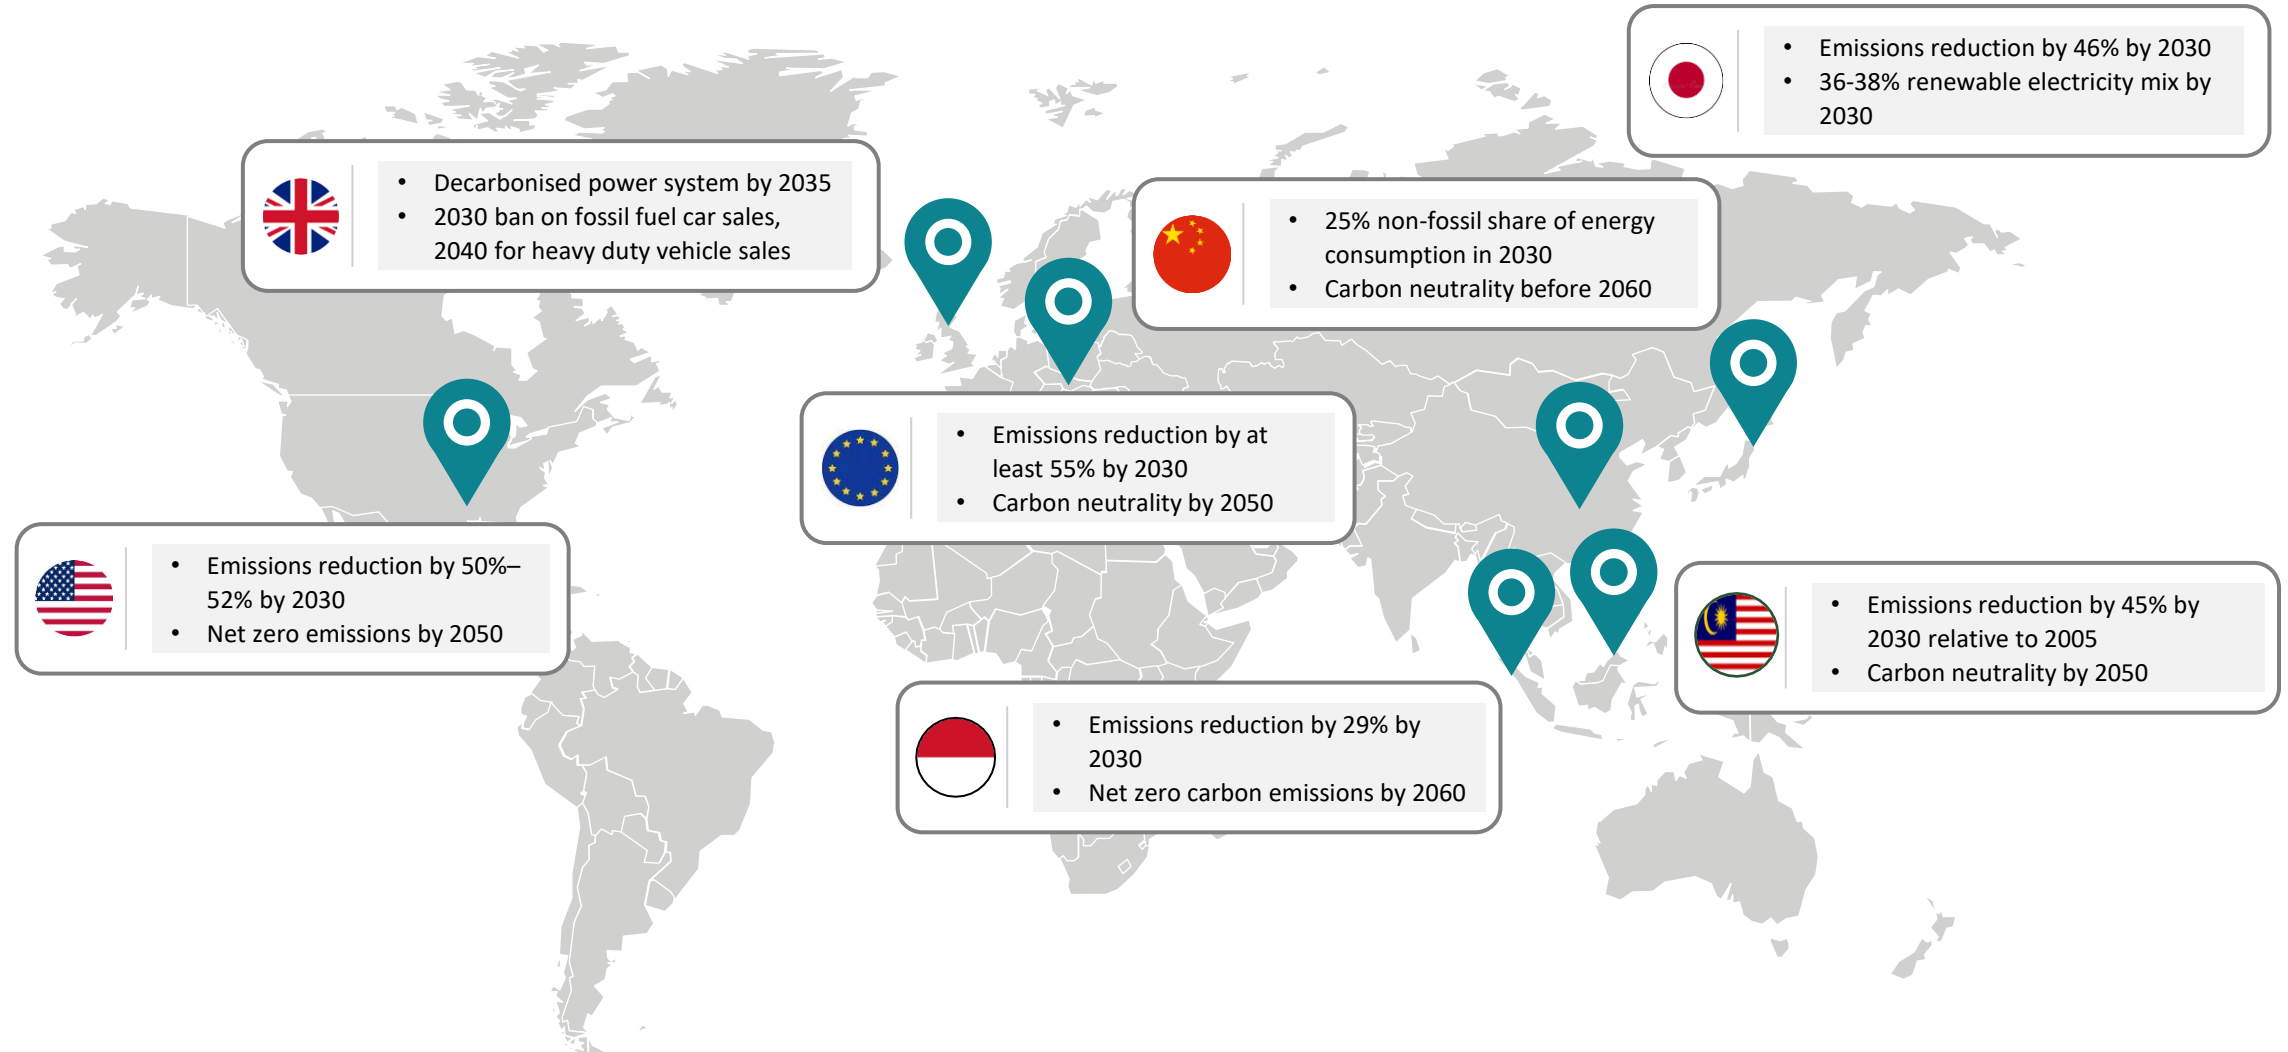 • Emissions reduction by 46% by 2030
• 36-38% renewable electricity mix by
2030
• Decarbonised power system by 2035
• 2030 ban on fossil fuel car sales,
2040 for heavy duty vehicle sales
• 25% non-fossil share of energy
consumption in 2030
• Carbon neutrality before 2060
• Emissions reduction by at
least 55% by 2030
• Carbon neutrality by 2050
• Emissions reduction by 50%–
52% by 2030
• Net zero emissions by 2050
• Emissions reduction by 45% by
2030 relative to 2005
• Carbon neutrality by 2050
• Emissions reduction by 29% by
2030
• Net zero carbon emissions by 2060